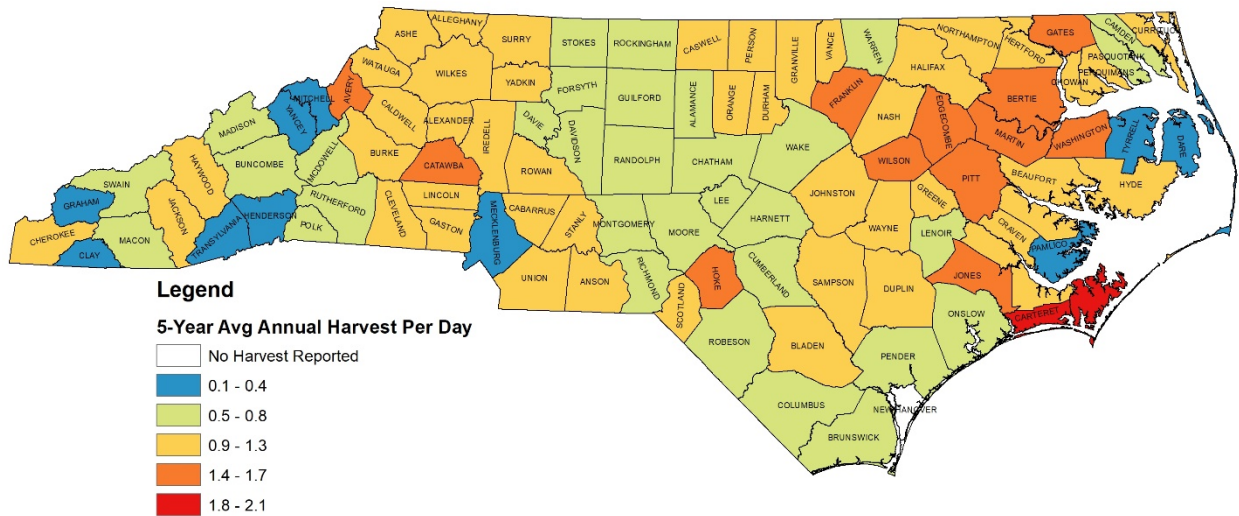 ALLEGHANY
ASHE
SURRY
STOKES
ROCKINGHAM
CASWELL
PERSON
GRANVILLE
VANCE
WARREN
NORTHAMPTON
GATES
HERTFORD
CAMDEN
CURRITUCK
PASQUOTANK
PERQUIMANS
CHOWAN
HALIFAX
WATAUGA
WILKES
YADKIN
FORSYTH
GUILFORD
ALAMANCE
ORANGE
DURHAM
FRANKLIN
NASH
EDGECOMBE
BERTIE
MARTIN
WASHINGTON
TYRRELL
DARE
MITCHELL
YANCEY
AVERY
CALDWELL
ALEXANDER
IREDELL
DAVIE
DAVIDSON
RANDOLPH
CHATHAM
WAKE
WILSON
PITT
BEAUFORT
HYDE
MADISON
BUNCOMBE
MCDOWELL
BURKE
CATAWBA
ROWAN
HAYWOOD
SWAIN
GRAHAM
JACKSON
RUTHERFORD
POLK
CLEVELAND
LINCOLN
GASTON
MECKLENBURG
CABARRUS
STANLY
MONTGOMERY
MOORE
LEE
HARNETT
JOHNSTON
WAYNE
GREENE
LENOIR
CRAVEN
PAMLICO
CHEROKEE
CLAY
MACON
TRANSYLVANIA
HENDERSON
UNION
ANSON
RICHMOND
SCOTLAND
HOKE
CUMBERLAND
SAMPSON
DUPLIN
JONES
CARTERET
ONSLOW
ROBESON
BLADEN
PENDER
COLUMBUS
NEW HANOVER
BRUNSWICK
Legend
5-Year Avg Annual Harvest Per Day
No Harvest Reported
0.1 - 0.4
0.5 - 0.8
0.9 - 1.3
1.4 - 1.7
1.8 - 2.1